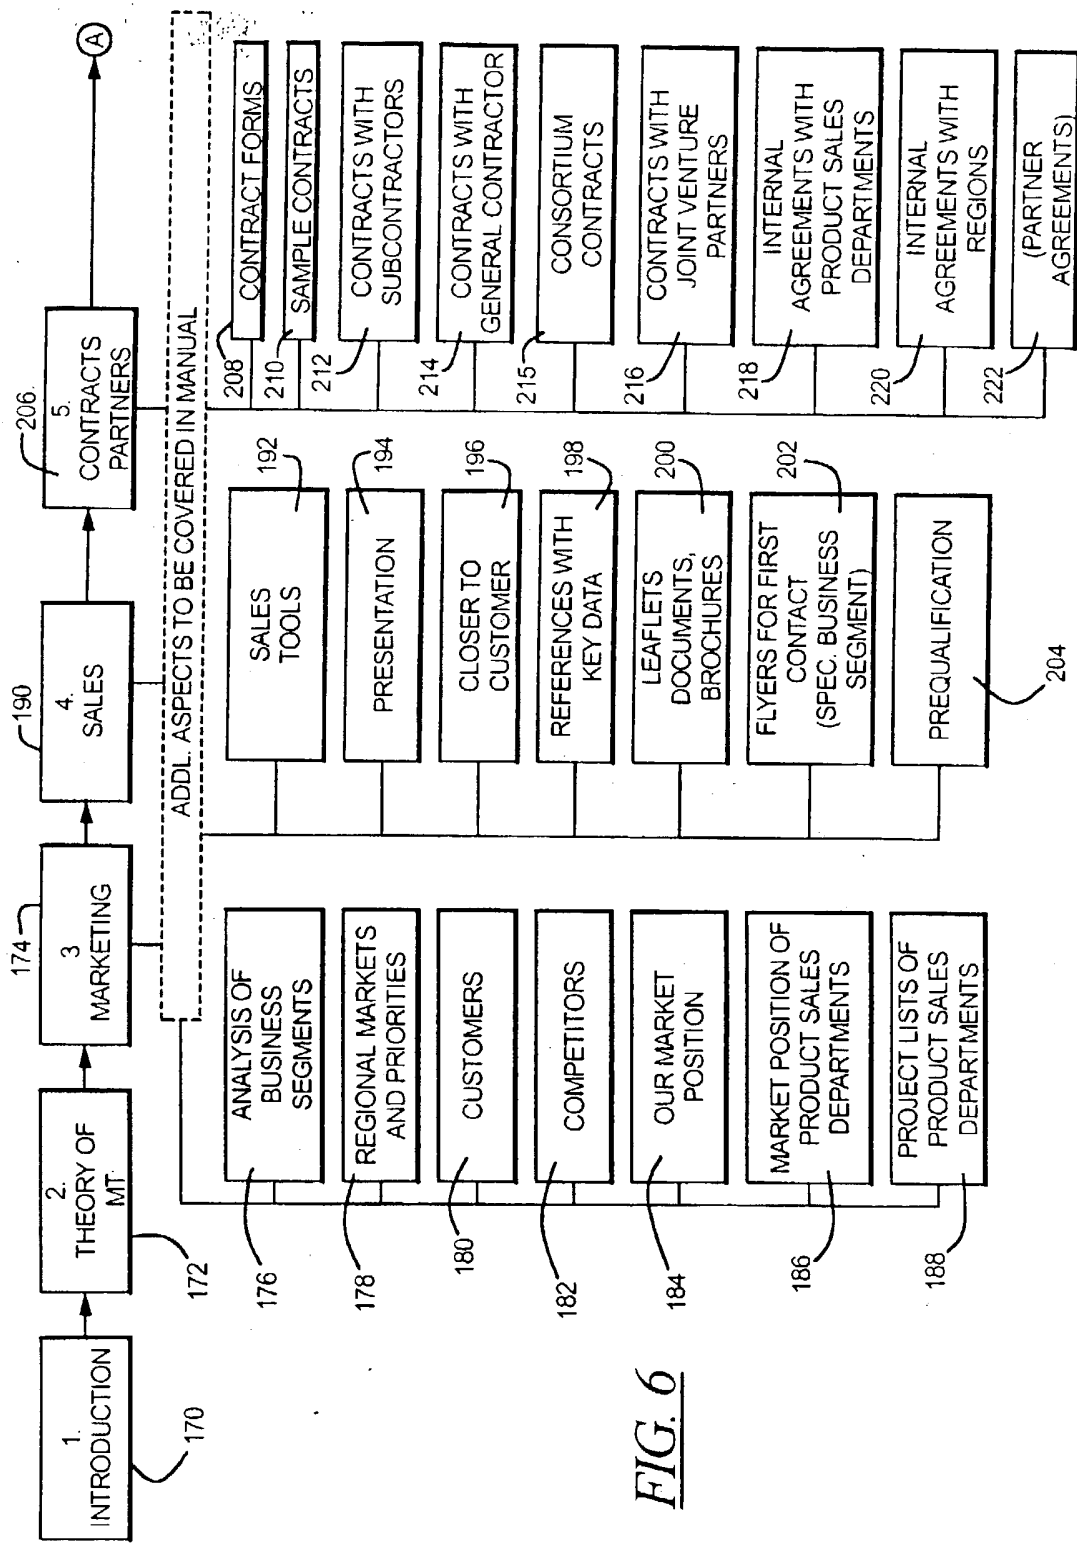 1.
INTRODUCTION
170
2.
THEORY OF
MT
172
3
MARKETING
174
4.
SALES
190
5.
CONTRACTS
PARTNERS
206.
A
ADDL. ASPECTS TO BE COVERED IN MANUAL
ANALYSIS OF
BUSINESS
SEGMENTS
176
REGIONAL MARKETS
AND PRIORITIES
178
CUSTOMERS
180
COMPETITORS
182
OUR MARKET
POSITION
184
MARKET POSITION OF
PRODUCT SALES
DEPARTMENTS
186
PROJECT LISTS OF
PRODUCT SALES
DEPARTMENTS
188
SALES
TOOLS
192
PRESENTATION
194
CLOSER TO
CUSTOMER
196
REFERENCES WITH
KEY DATA
198
LEAFLETS
DOCUMENTS,
BROCHURES
200
FLYERS FOR FIRST
CONTACT
(SPEC. BUSINESS
SEGMENT)
202
PREQUALIFICATION
204
CONTRACT FORMS
208
SAMPLE CONTRACTS
210
CONTRACTS WITH
SUBCONTRACTORS
212
CONTRACTS WITH
GENERAL CONTRACTOR
214
CONSORTIUM
CONTRACTS
215
CONTRACTS WITH
JOINT VENTURE
PARTNERS
216
INTERNAL
AGREEMENTS WITH
PRODUCT SALES
DEPARTMENTS
218
INTERNAL
AGREEMENTS WITH
REGIONS
220
(PARTNER
AGREEMENTS)
222
FIG. 6